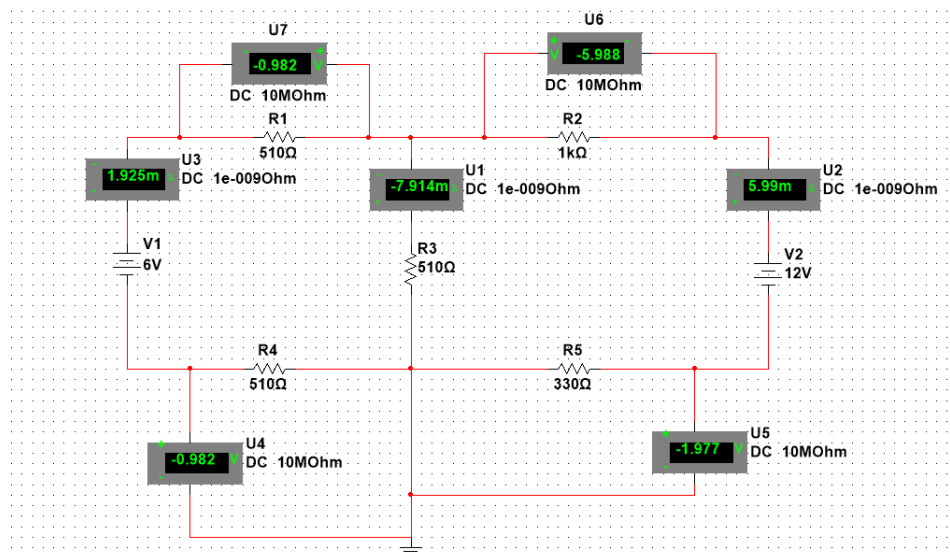 U7
U6
-0.982
V
-5.988
V
DC 10MOhm
DC 10MOhm
R1
510Ω
R2
1kΩ
1.925m
A
U3
DC 1e-009Ohm
-7.914m
A
U1
DC 1e-009Ohm
5.99m
A
U2
DC 1e-009Ohm
V1
6V
R3
510Ω
V2
12V
R4
510Ω
R5
330Ω
-0.982
V
U4
DC 10MOhm
-1.977
V
U5
DC 10MOhm